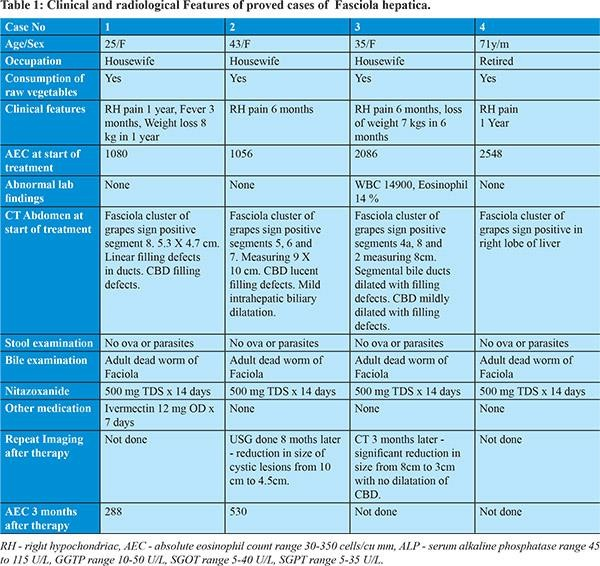 Table 1: Clinical and radiological Features of proved cases of Fasciola hepatica.
Case No 1 2 3 4
Age/Sex 25/F 43/F 35/F 71y/m
Occupation Housewife Housewife Housewife Retired
Consumption of
raw vegetables
Yes Yes Yes Yes
Clinical features
RH pain 1 year, Fever 3
months, Weight loss 8
kg in 1 year
RH pain 6 months
RH pain 6 months, loss
of weight 7 kgs in 6
months
RH pain
1 Year
AEC at start of
treatment
1080 1056 2086 2548
Abnormal lab
findings
None
None
WBC 14900, Eosinophil
14 %
None
CT Abdomen at
start of treatment
Fasciola cluster of
grapes sign positive
segment 8. 5.3 X 4.7 cm.
Linear filling defects
in ducts. CBD filling
defects.
Fasciola cluster of
grapes sign positive
segments 5, 6 and
7. Measuring 9 X
10 cm. CBD lucent
filling defects. Mild
intrahepatic biliary
dilatation.
Fasciola cluster of
grapes sign positive
segments 4a, 8 and
2 measuring 8cm.
Segmental bile ducts
dilated with filling
defects. CBD mildly
dilated with filling
defects.
Fasciola cluster of
grapes sign positive in
right lobe of liver
Stool examination No ova or parasites No ova or parasites No ova or parasites No ova or parasites
Bile examination
Adult dead worm of
Faciola
Adult dead worm of
Faciola
Adult dead worm of
Faciola
Adult dead worm of
Faciola
Nitazoxanide 500 mg TDS x 14 days 500 mg TDS x 14 days 500 mg TDS x 14 days 500 mg TDS x 14 days
Other medication
Ivermectin 12 mg OD x
7 days
None
None
None
Repeat Imaging
after therapy
Not done
USG done 8 moths later
- reduction in size of
cystic lesions from 10
cm to 4.5cm.
CT 3 months later -
significant reduction in
size from 8cm to 3cm
with no dilatation of
CBD.
Not done
AEC 3 months
after therapy
288 530 Not done Not done
RH - right hypochondriac, AEC - absolute eosinophil count range 30-350 cells/cu mm, ALP - serum alkaline phosphatase range 45
to 115 U/L, GGTP range 10-50 U/L, SGOT range 5-40 U/L, SGPT range 5-35 U/L.